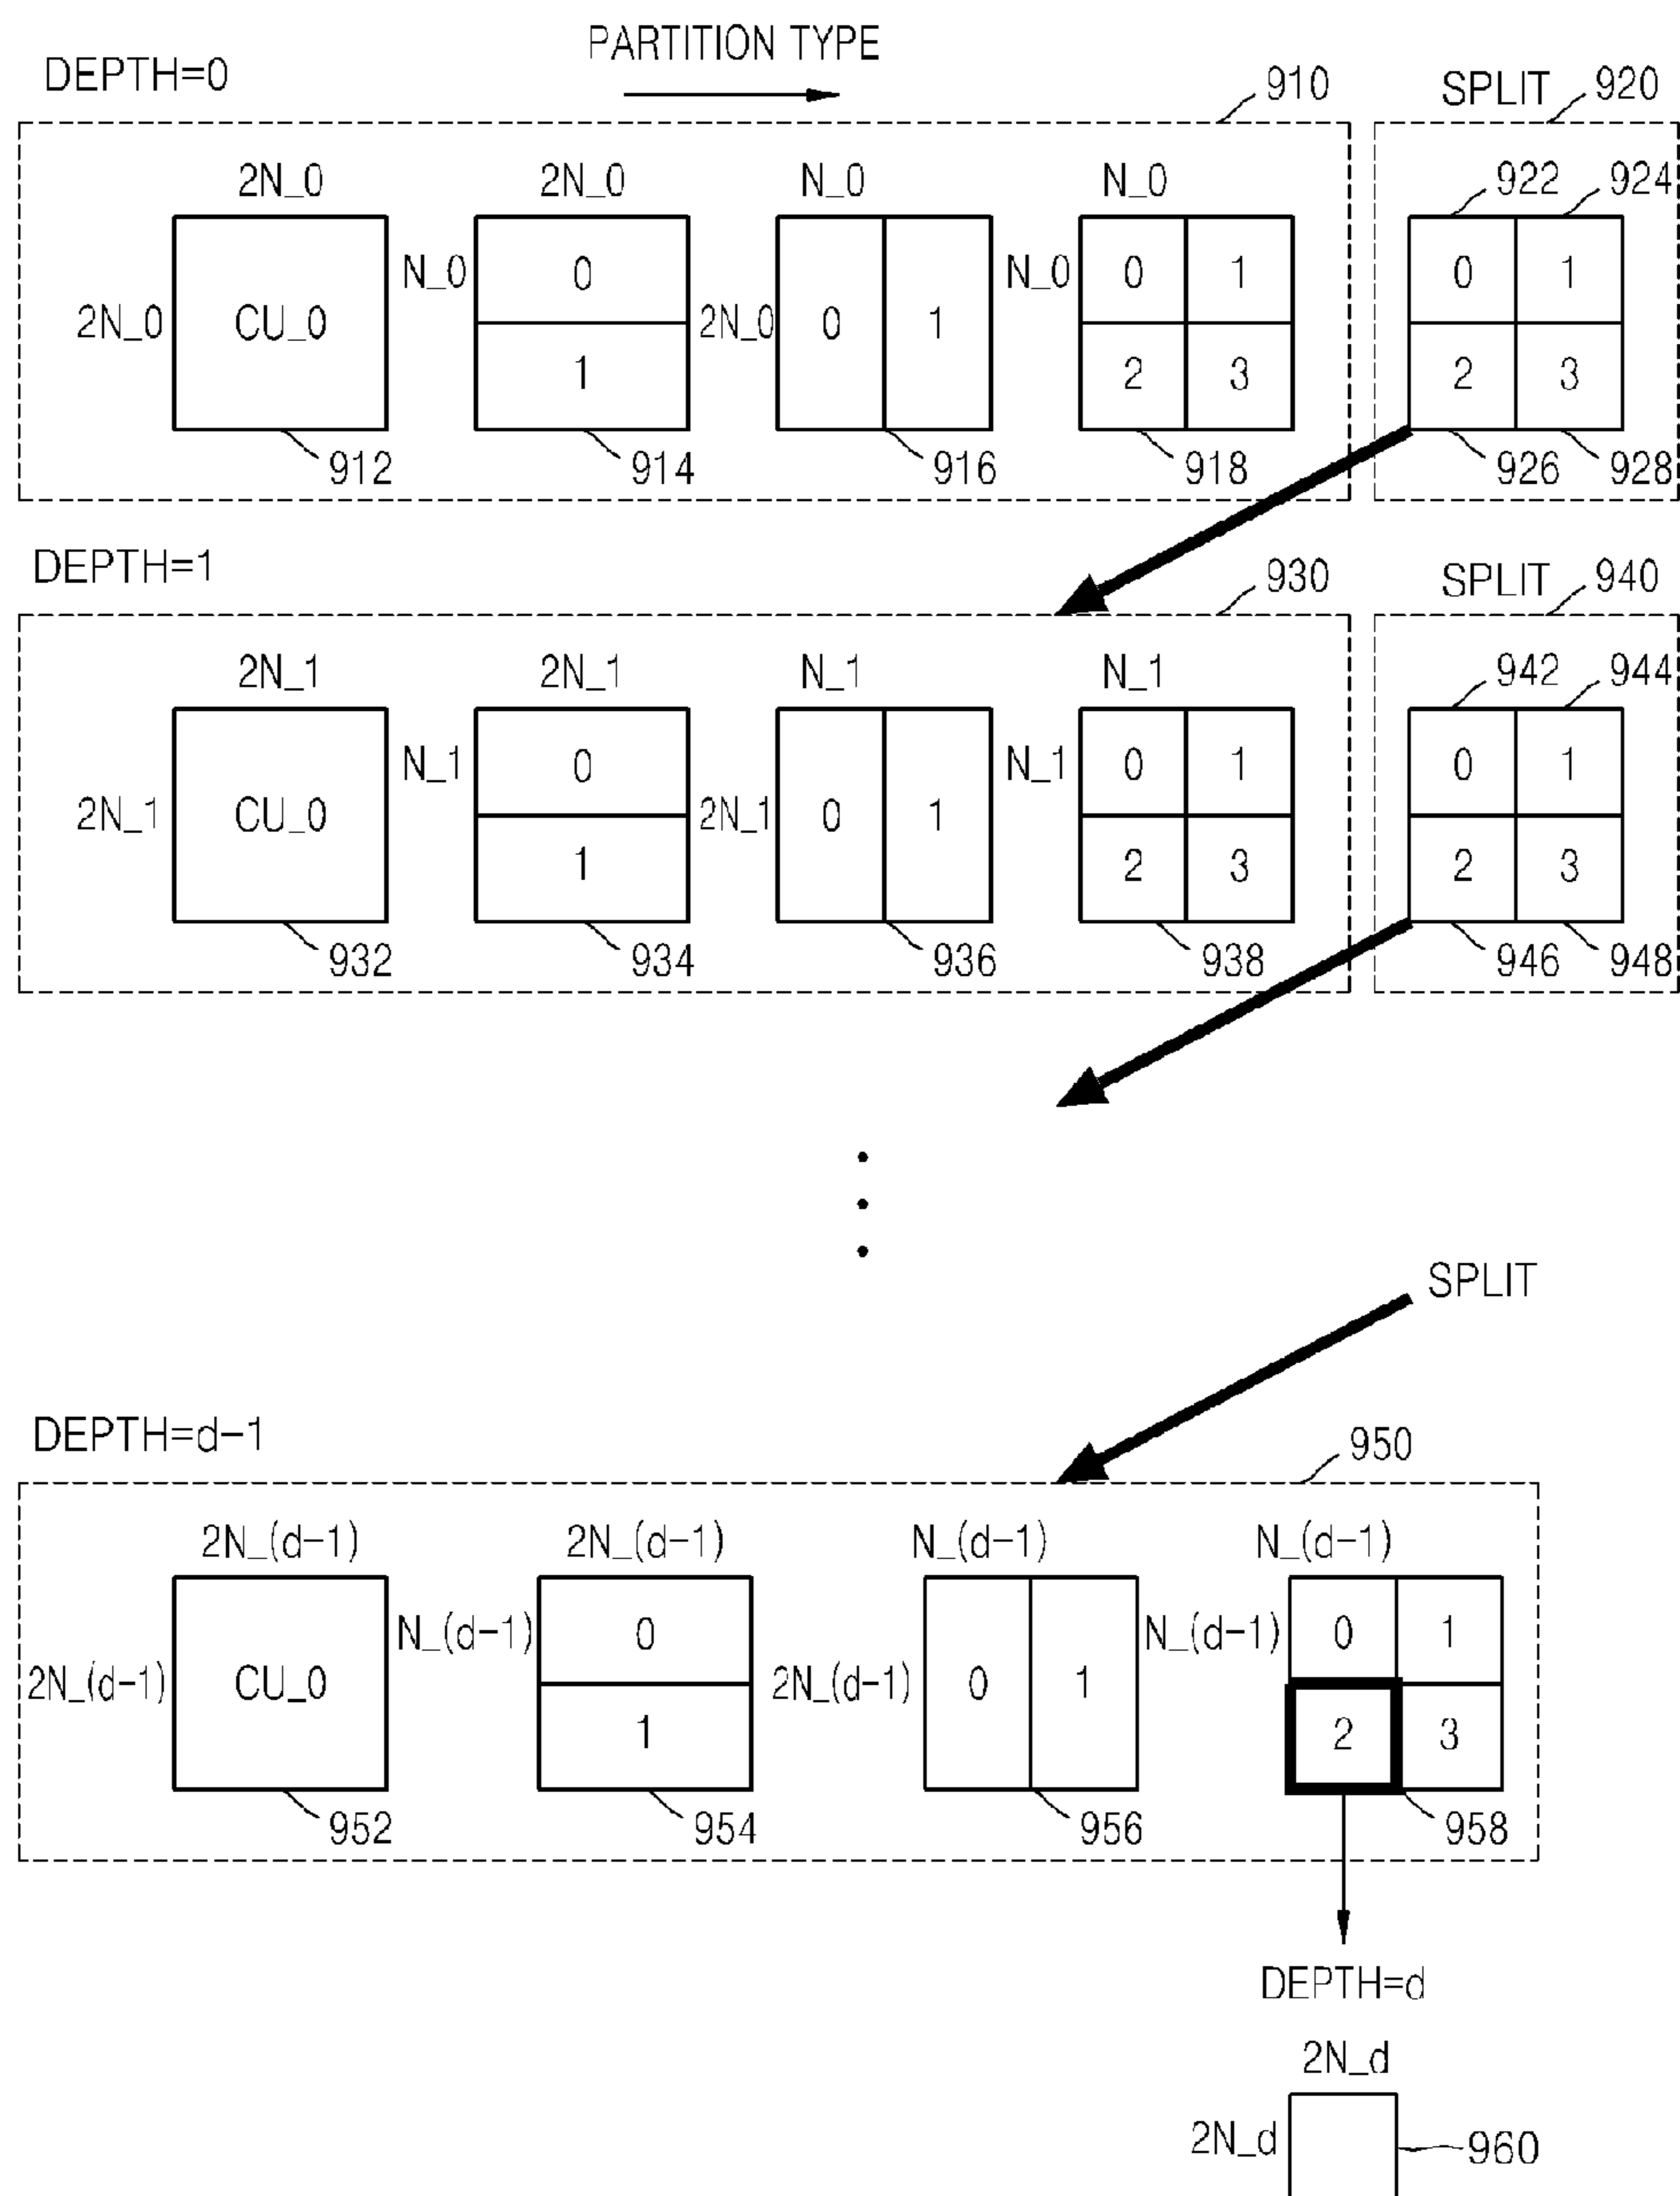 PARTITION TYPE
DEPTH=0
910
SPLIT 920
2N_0 2N_0 N_0 N_0 922 924
N_0 0 N_0 0 1 0 1
2N_0 CU_0 2N_0 0 1
1 2 3 2 3
912 914 916 918 926 928
DEPTH=1
930
SPLIT 940
2N_1 2N_1 N_1 N_1 942 944
N_1 0 N_1 0 1 0 1
2N_1 CU_0 2N_1 0 1
1 2 3 2 3
932 934 936 938 946 948
SPLIT
DEPTH=d-1
950
2N_(d-1) 2N_(d-1) N_(d-1) N_(d-1)
N_(d-1) 0 N_(d-1) 0 1
2N_(d-1) CU_0 2N_(d-1) 0 1
1 2 3
952 954 956 958
DEPTH=d
2N_d
2N_d 960